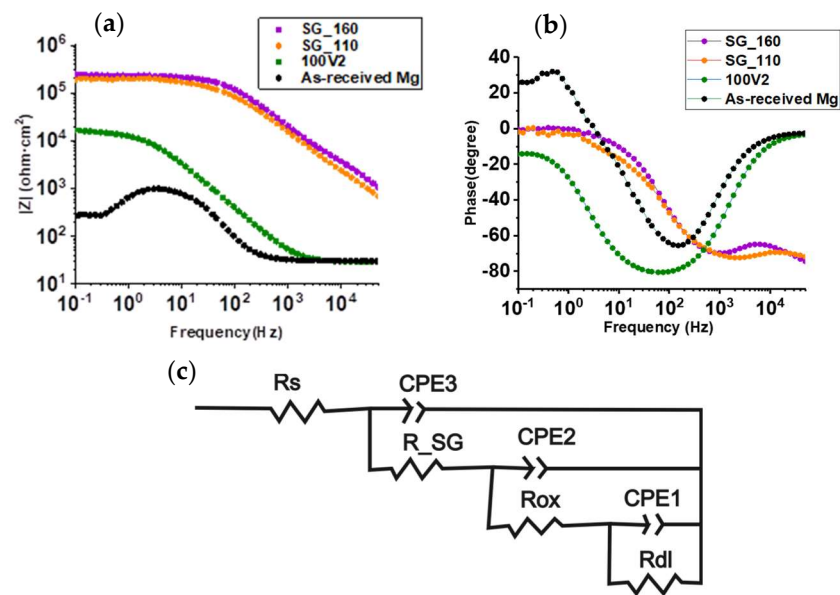 (a)
SG_160
SG_110
100V2
As-received Mg
10^6
10^5
10^4
10^3
10^2
10^1
|Z| (ohm·cm²)
10^-1 10^0 10^1 10^2 10^3 10^4
Frequency(Hz)
(b)
SG_160
SG_110
100V2
As-received Mg
40
20
0
-20
-40
-60
-80
Phase(degree)
10^-1 10^0 10^1 10^2 10^3 10^4
Frequency (Hz)
(c)
Rs
CPE3
R_SG
CPE2
Rox
CPE1
Rdl